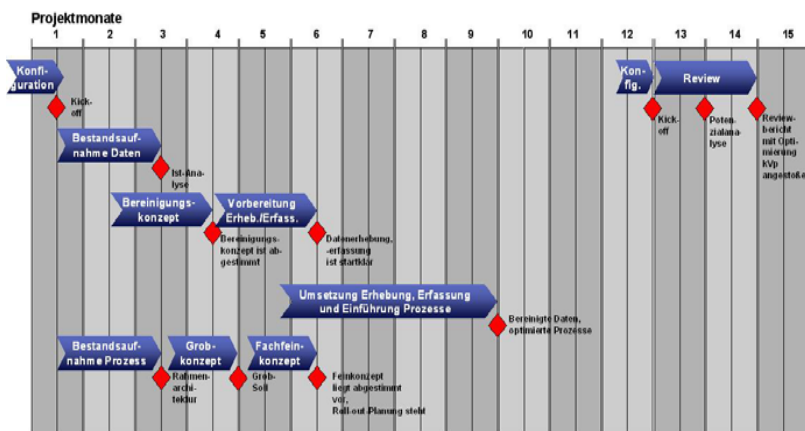 Projektmonate
1 2 3 4 5 6 7 8 9 10 11 12 13 14 15
Konfi-
guration
Kick-
off
Kon-
fig.
Review
Kick-
off
Poten-
zialanalyse
Review-
bericht
mit Opti-
mierung
kVp
angestoße
Bestandsauf-
nahme Daten
Ist-Ana-
lyse
Bereinigungs-
konzept
Vorbereitung
Erheb./Erfass.
Bereinigungs-
konzept ist ab-
gestimmt
Datenerhebung,
-erfassung
ist startklar
Umsetzung Erhebung, Erfassung
und Einführung Prozesse
Bereinigte Daten,
optimierte Prozesse
Bestandsauf-
nahme Prozess
Grob-
konzept
Fachfein-
konzept
Rahmen-
archi-
tektur
Grob-
Soll
Feinkonzept
liegt abgestimmt
vor,
Roll-out-Planung steht